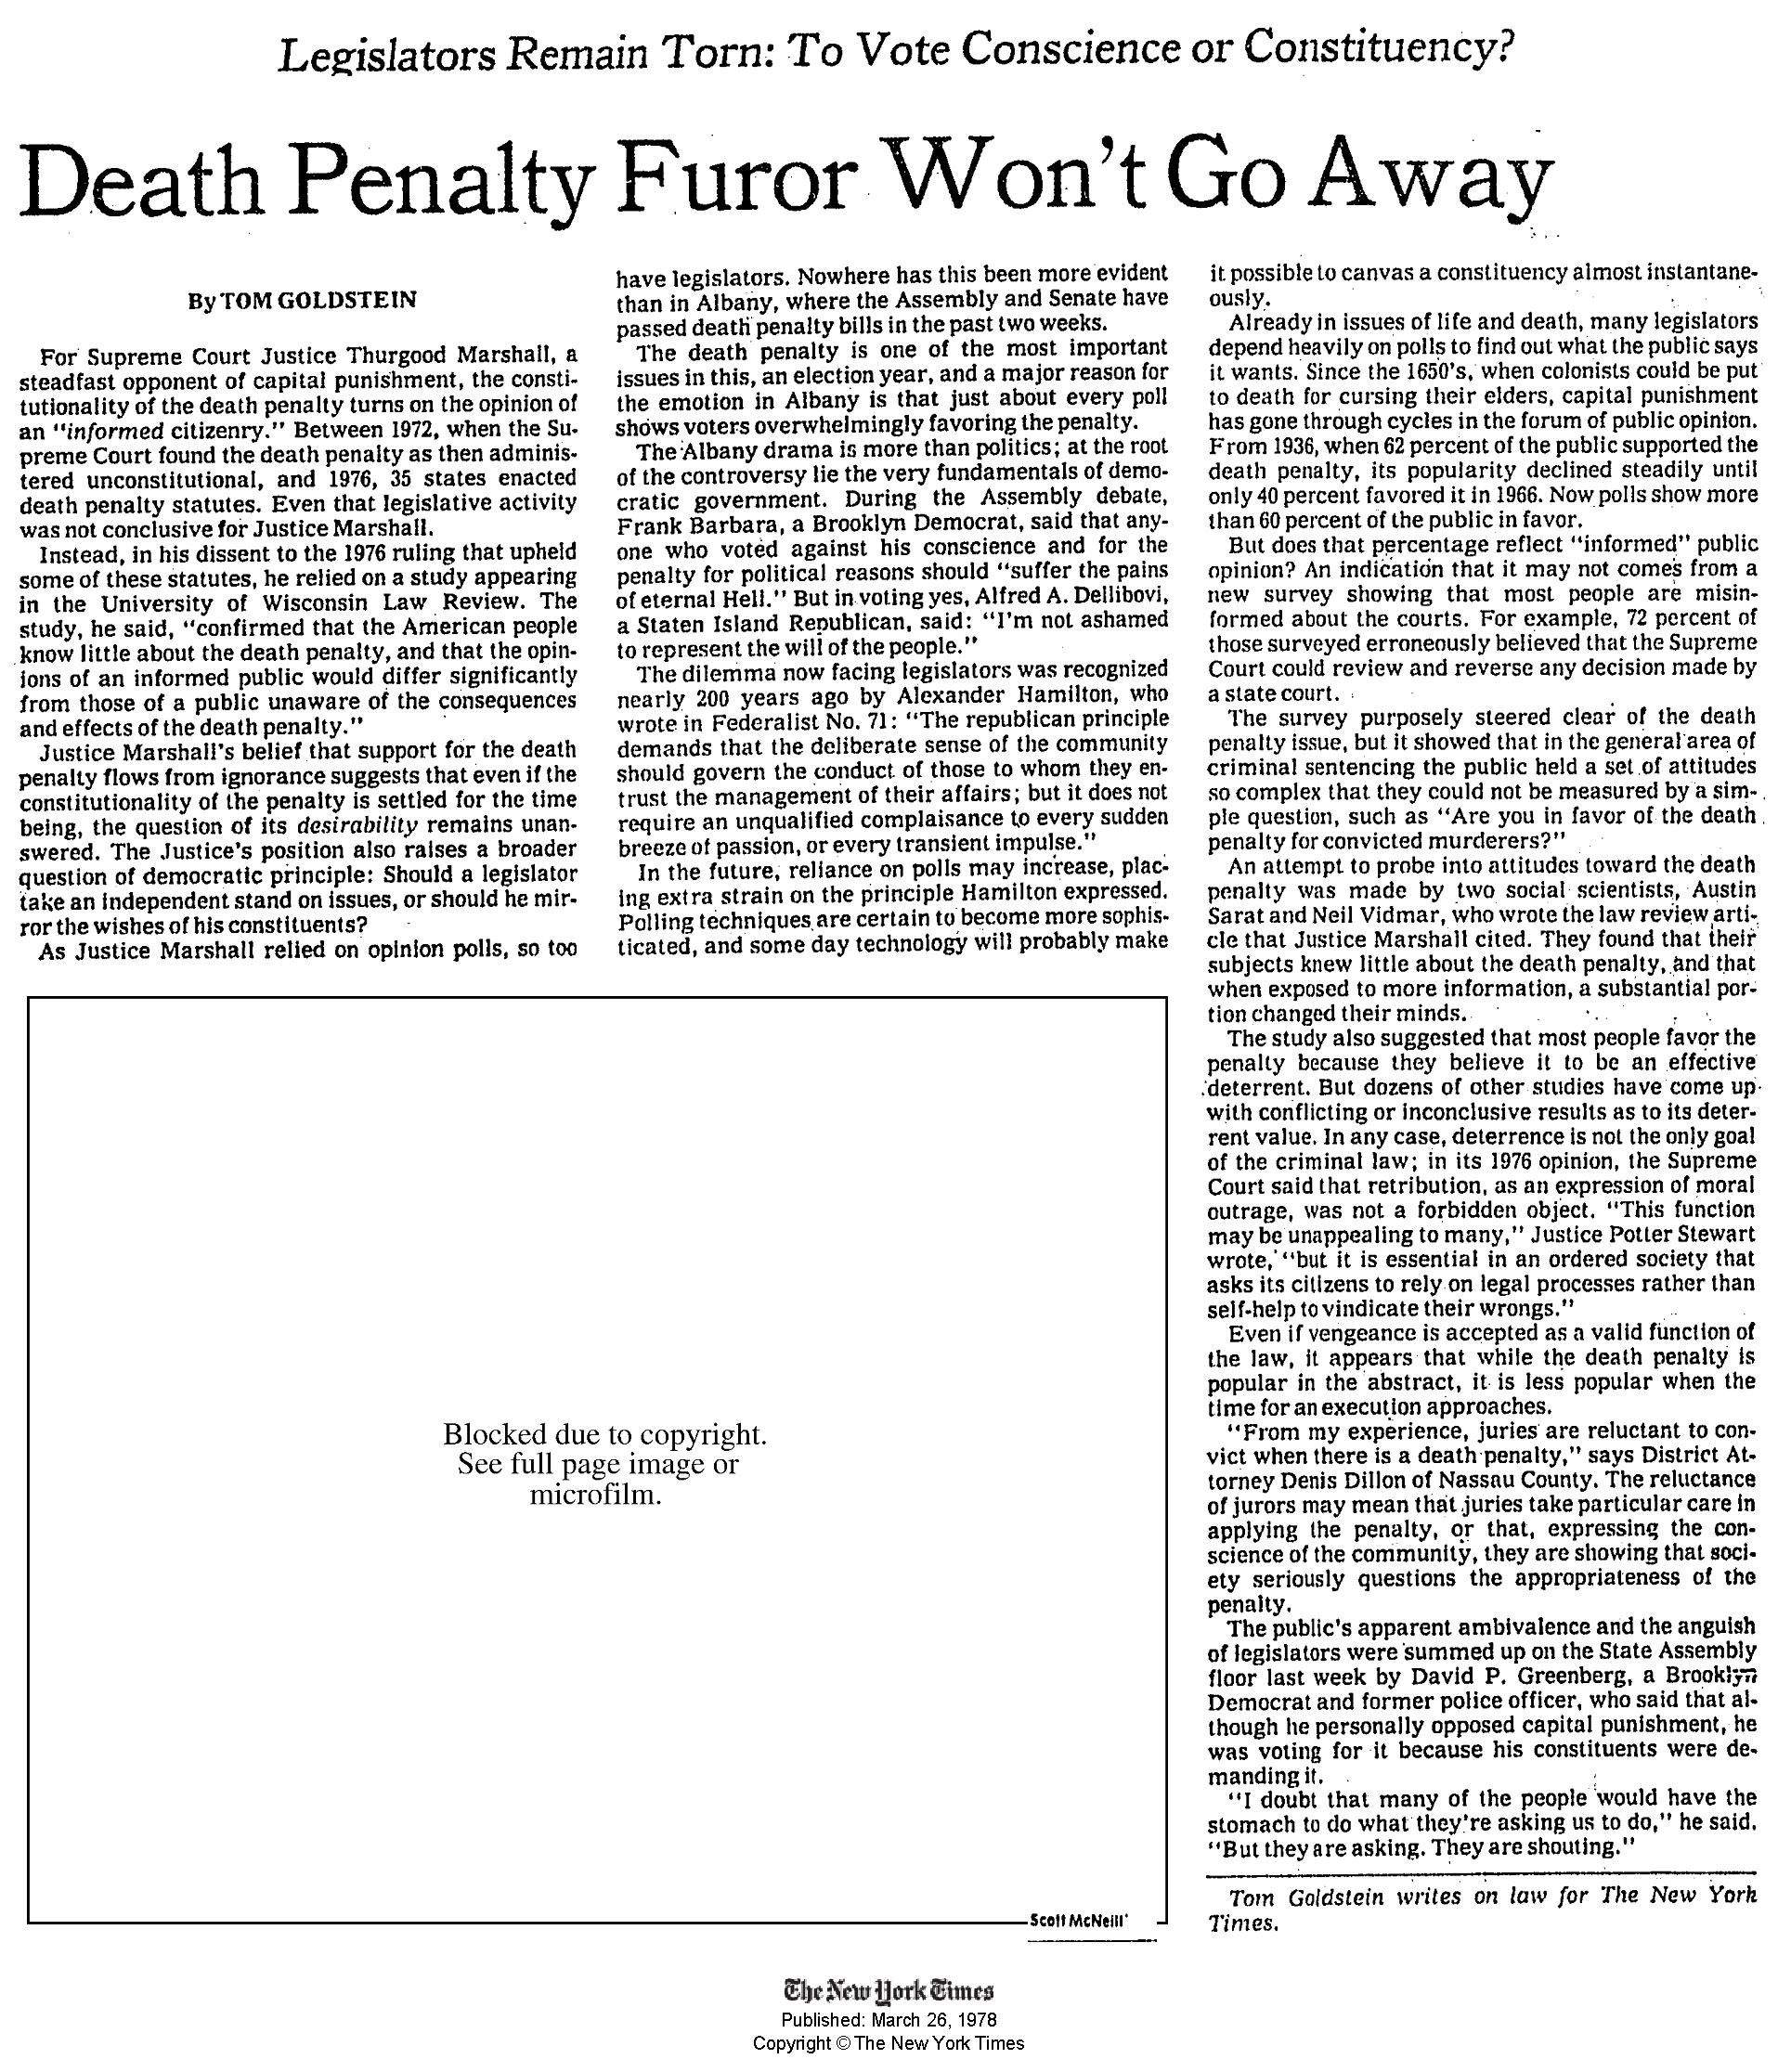 Legislators Remain Torn: To Vote Conscience or Constituency?
Death Penalty Furor Won't Go Away
By TOM GOLDSTEIN
For Supreme Court Justice Thurgood Marshall, a
steadfast opponent of capital punishment, the consti-
tutionality of the death penalty turns on the opinion of
an "informed citizenry." Between 1972, when the Su-
preme Court found the death penalty as then adminis-
tered unconstitutional, and 1976, 35 states enacted
death penalty statutes. Even that legislative activity
was not conclusive for Justice Marshall.
Instead, in his dissent to the 1976 ruling that upheld
some of these statutes, he relied on a study appearing
in the University of Wisconsin Law Review. The
study, he said, "confirmed that the American people
know little about the death penalty, and that the opin-
ions of an informed public would differ significantly
from those of a public unaware of the consequences
and effects of the death penalty."
Justice Marshall's belief that support for the death
penalty flows from ignorance suggests that even if the
constitutionality of the penalty is settled for the time
being, the question of its desirability remains unan-
swered. The Justice's position also raises a broader
question of democratic principle: Should a legislator
take an independent stand on issues, or should he mir-
ror the wishes of his constituents?
As Justice Marshall relied on opinion polls, so too
have legislators. Nowhere has this been more evident
than in Albany, where the Assembly and Senate have
passed death penalty bills in the past two weeks.
The death penalty is one of the most important
issues in this, an election year, and a major reason for
the emotion in Albany is that just about every poll
shows voters overwhelmingly favoring the penalty.
The Albany drama is more than politics; at the root
of the controversy lie the very fundamentals of demo-
cratic government. During the Assembly debate,
Frank Barbara, a Brooklyn Democrat, said that any-
one who voted against his conscience and for the
penalty for political reasons should "suffer the pains
of eternal Hell." But in voting yes, Alfred A. Dellibovi,
a Staten Island Republican, said: "I'm not ashamed
to represent the will of the people."
The dilemma now facing legislators was recognized
nearly 200 years ago by Alexander Hamilton, who
wrote in Federalist No. 71: "The republican principle
demands that the deliberate sense of the community
should govern the conduct of those to whom they en-
trust the management of their affairs; but it does not
require an unqualified complaisance to every sudden
breeze of passion, or every transient impulse."
In the future, reliance on polls may increase, plac-
ing extra strain on the principle Hamilton expressed.
Polling techniques are certain to become more sophis-
ticated, and some day technology will probably make
it possible to canvas a constituency almost instantane-
ously.
Already in issues of life and death, many legislators
depend heavily on polls to find out what the public says
it wants. Since the 1650's, when colonists could be put
to death for cursing their elders, capital punishment
has gone through cycles in the forum of public opinion.
From 1936, when 62 percent of the public supported the
death penalty, its popularity declined steadily until
only 40 percent favored it in 1966. Now polls show more
than 60 percent of the public in favor.
But does that percentage reflect "informed" public
opinion? An indication that it may not comes from a
new survey showing that most people are misin-
formed about the courts. For example, 72 percent of
those surveyed erroneously believed that the Supreme
Court could review and reverse any decision made by
a state court.
The survey purposely steered clear of the death
penalty issue, but it showed that in the general area of
criminal sentencing the public held a set of attitudes
so complex that they could not be measured by a sim-
ple question, such as "Are you in favor of the death
penalty for convicted murderers?"
An attempt to probe into attitudes toward the death
penalty was made by two social scientists, Austin
Sarat and Neil Vidmar, who wrote the law review arti-
cle that Justice Marshall cited. They found that their
subjects knew little about the death penalty, and that
when exposed to more information, a substantial por-
tion changed their minds.
The study also suggested that most people favor the
penalty because they believe it to be an effective
deterrent. But dozens of other studies have come up
with conflicting or inconclusive results as to its deter-
rent value. In any case, deterrence is not the only goal
of the criminal law; in its 1976 opinion, the Supreme
Court said that retribution, as an expression of moral
outrage, was not a forbidden object. "This function
may be unappealing to many," Justice Potter Stewart
wrote, "but it is essential in an ordered society that
asks its citizens to rely on legal processes rather than
self-help to vindicate their wrongs."
Even if vengeance is accepted as a valid function of
the law, it appears that while the death penalty is
popular in the abstract, it is less popular when the
time for an execution approaches.
"From my experience, juries are reluctant to con-
vict when there is a death penalty," says District At-
torney Denis Dillon of Nassau County. The reluctance
of jurors may mean that juries take particular care in
applying the penalty, or that, expressing the con-
science of the community, they are showing that soci-
ety seriously questions the appropriateness of the
penalty.
The public's apparent ambivalence and the anguish
of legislators were summed up on the State Assembly
floor last week by David P. Greenberg, a Brooklyn
Democrat and former police officer, who said that al-
though he personally opposed capital punishment, he
was voting for it because his constituents were de-
manding it.
"I doubt that many of the people would have the
stomach to do what they're asking us to do," he said.
"But they are asking. They are shouting."
Tom Goldstein writes on law for The New York
Times.
Blocked due to copyright.
See full page image or
microfilm.
Scott McNeill
The New York Times
Published: March 26, 1978
Copyright © The New York Times